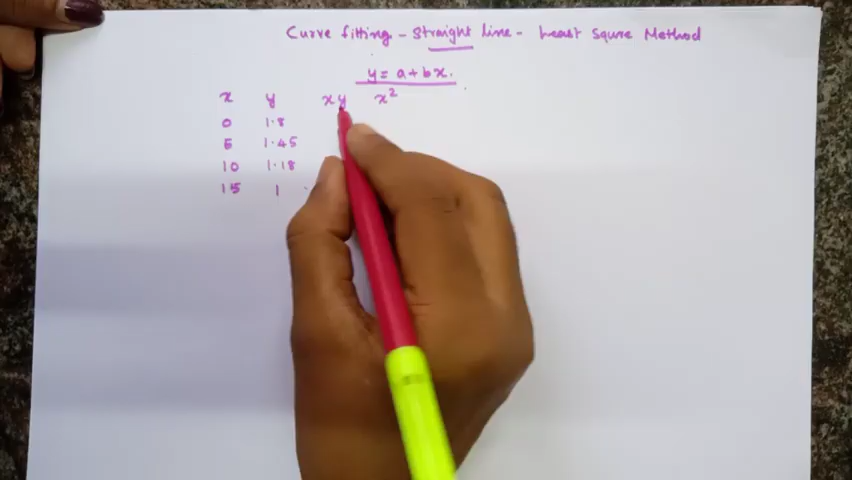 Curve fitting - Straight line - Least Squre Method
y = a + bx.
x y xy x²
0 1.8
5 1.45
10 1.18
15 1